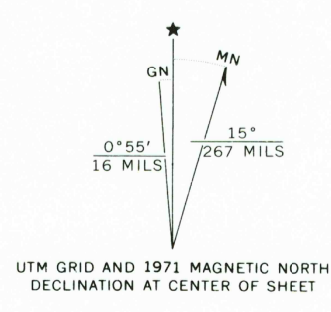 ★
MN
GN
0°55′
16 MILS
15°
267 MILS
UTM GRID AND 1971 MAGNETIC NORTH
DECLINATION AT CENTER OF SHEET